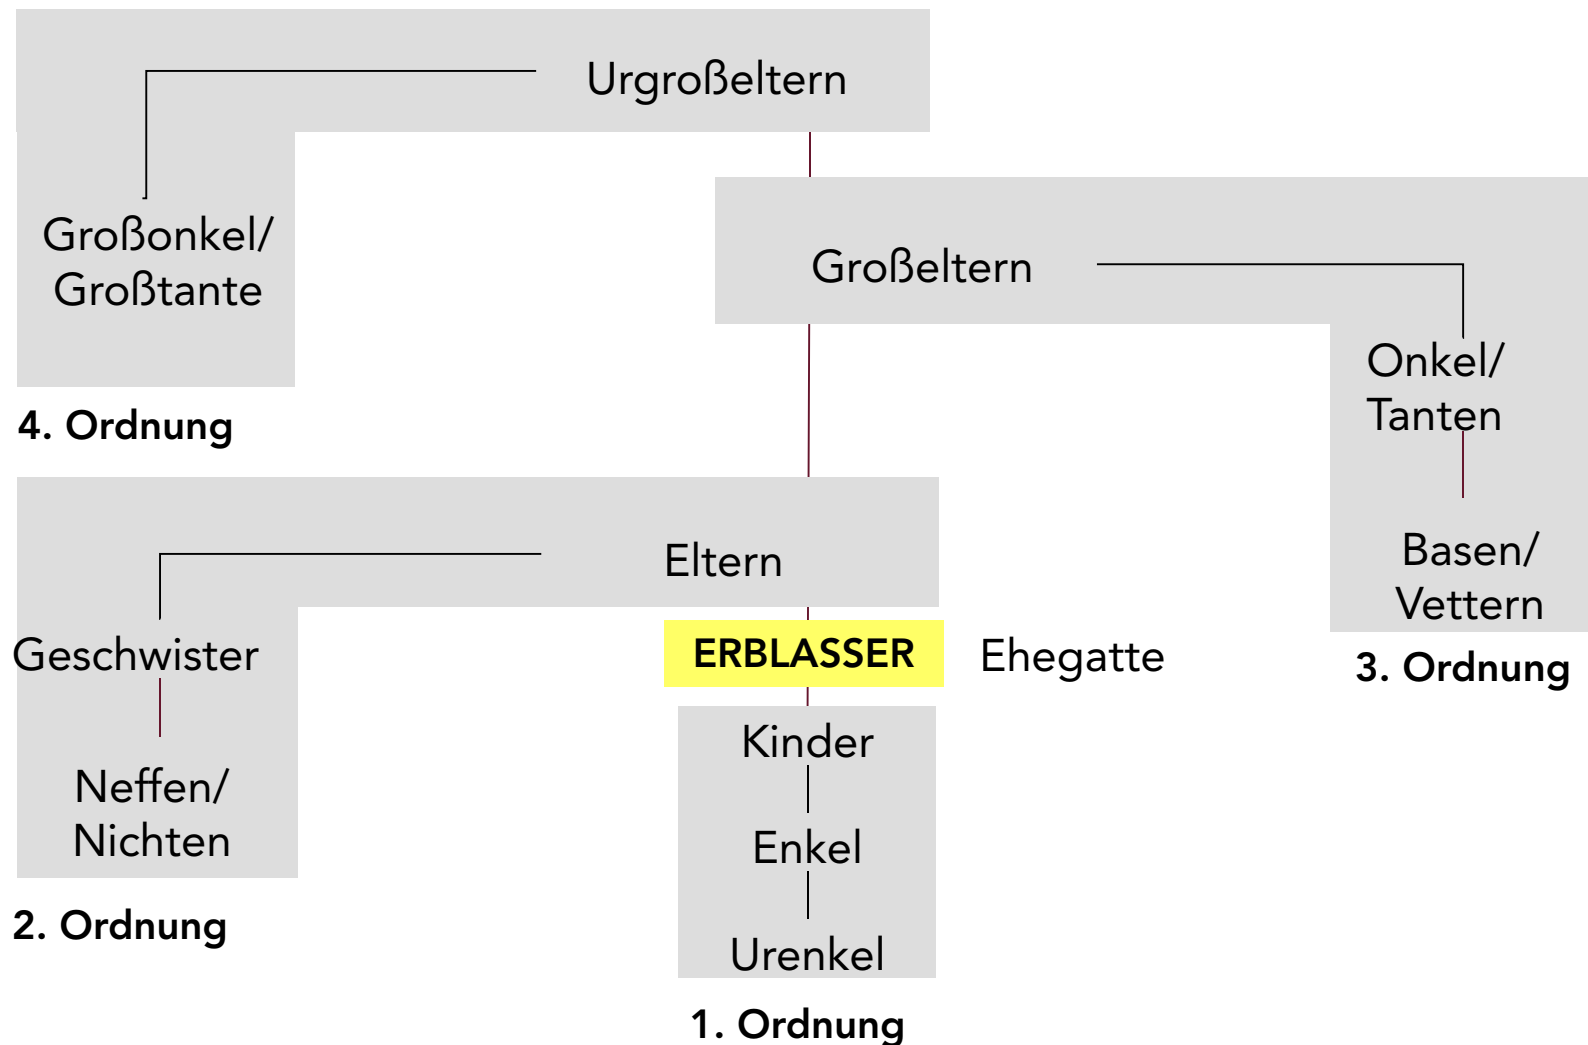 Urgroßeltern
Großonkel/
Großtante
4. Ordnung
Großeltern
Onkel/
Tanten
Basen/
Vettern
3. Ordnung
Eltern
Geschwister
Neffen/
Nichten
2. Ordnung
ERBLASSER
Ehegatte
Kinder
Enkel
Urenkel
1. Ordnung